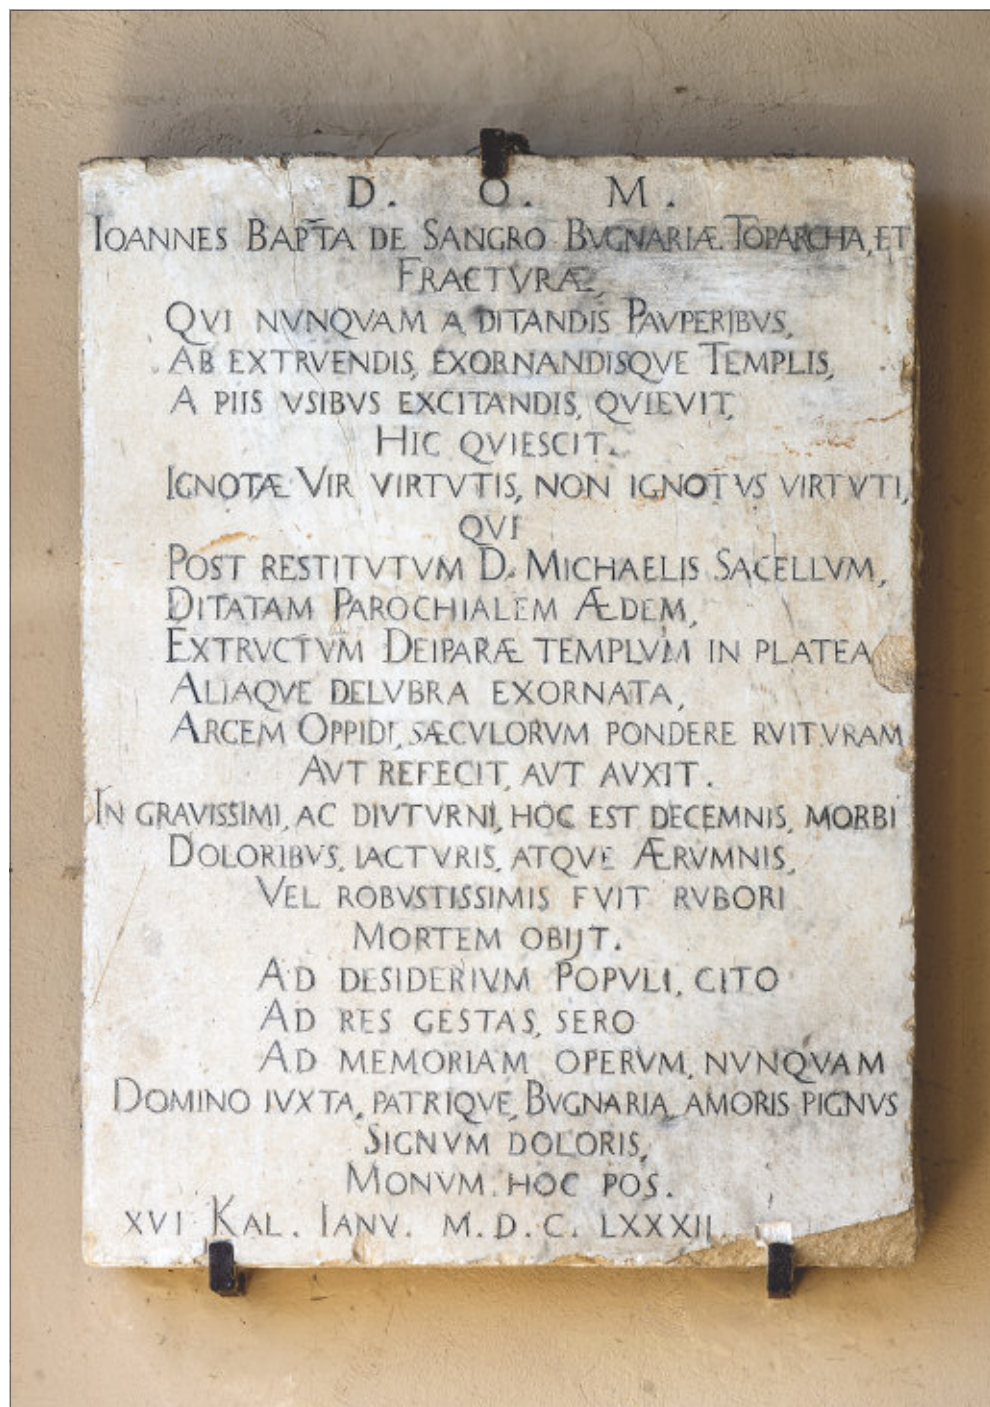 D. O. M.
IOANNES BAPTA DE SANGRO BVGNARIÆ TOPARCHA, ET
FRACTVRÆ,
QVI NVNQVAM A DITANDIS PAVPERIBVS,
AB EXTRVENDIS, EXORNANDISQVE TEMPLIS,
A PIIS VSIBVS EXCITANDIS, QVIEVIT,
HIC QVIESCIT.
IGNOTÆ VIR VIRTVTIS, NON IGNOTVS VIRTVTI,
QVI
POST RESTITVTVM D. MICHAELIS SACELLVM,
DITATAM PAROCHIALEM ÆDEM,
EXTRVCTVM DEIPARÆ TEMPLVM IN PLATEA
ALIAQVE DELVBRA EXORNATA,
ARCEM OPPIDI, SÆCVLORVM PONDERE RVITVRAM
AVT REFECIT, AVT AVXIT.
IN GRAVISSIMI, AC DIVTVRNI, HOC EST DECEMNIS, MORBI
DOLORIBVS, IACTVRIS, ATQVE ÆRVMNIS,
VEL ROBVSTISSIMIS FVIT RVBORI
MORTEM OBIJT.
AD DESIDERIVM POPVLI, CITO
AD RES GESTAS, SERO
AD MEMORIAM OPERVM, NVNQVAM
DOMINO IVXTA, PATRIQVE, BVGNARIA, AMORIS PIGNVS
SIGNVM DOLORIS,
MONVM. HOC POS.
XVI KAL. IANV. M. D. C. LXXXII